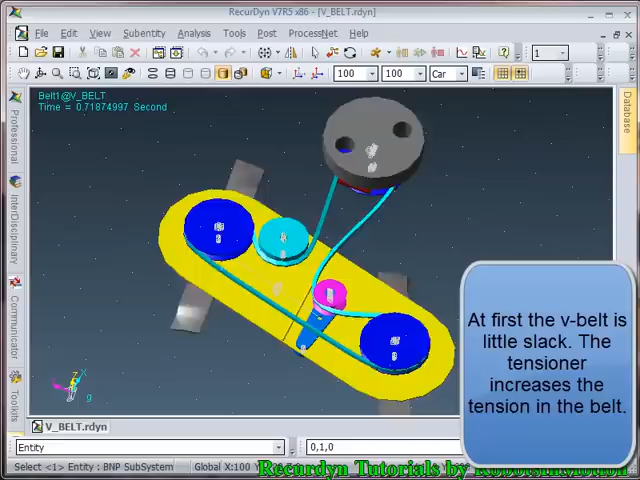 RecurDyn V7R5 x86 - [V_BELT.rdyn]
File Edit View Subentity Analysis Tools Post ProcessNet Help
1
100 100 Car
Belt1@V_BELT
Time = 0.71874997 Second
Professional
InterDisciplinary
Communicator
Toolkits
Database
At first the v-belt is
little slack. The
tensioner
increases the
tension in the belt.
Z
X
g
V_BELT.rdyn
Entity 0,1,0
Select <1> Entity : BNP SubSystem Global X:100
Recurdyn Tutorials by RobotsinMotion